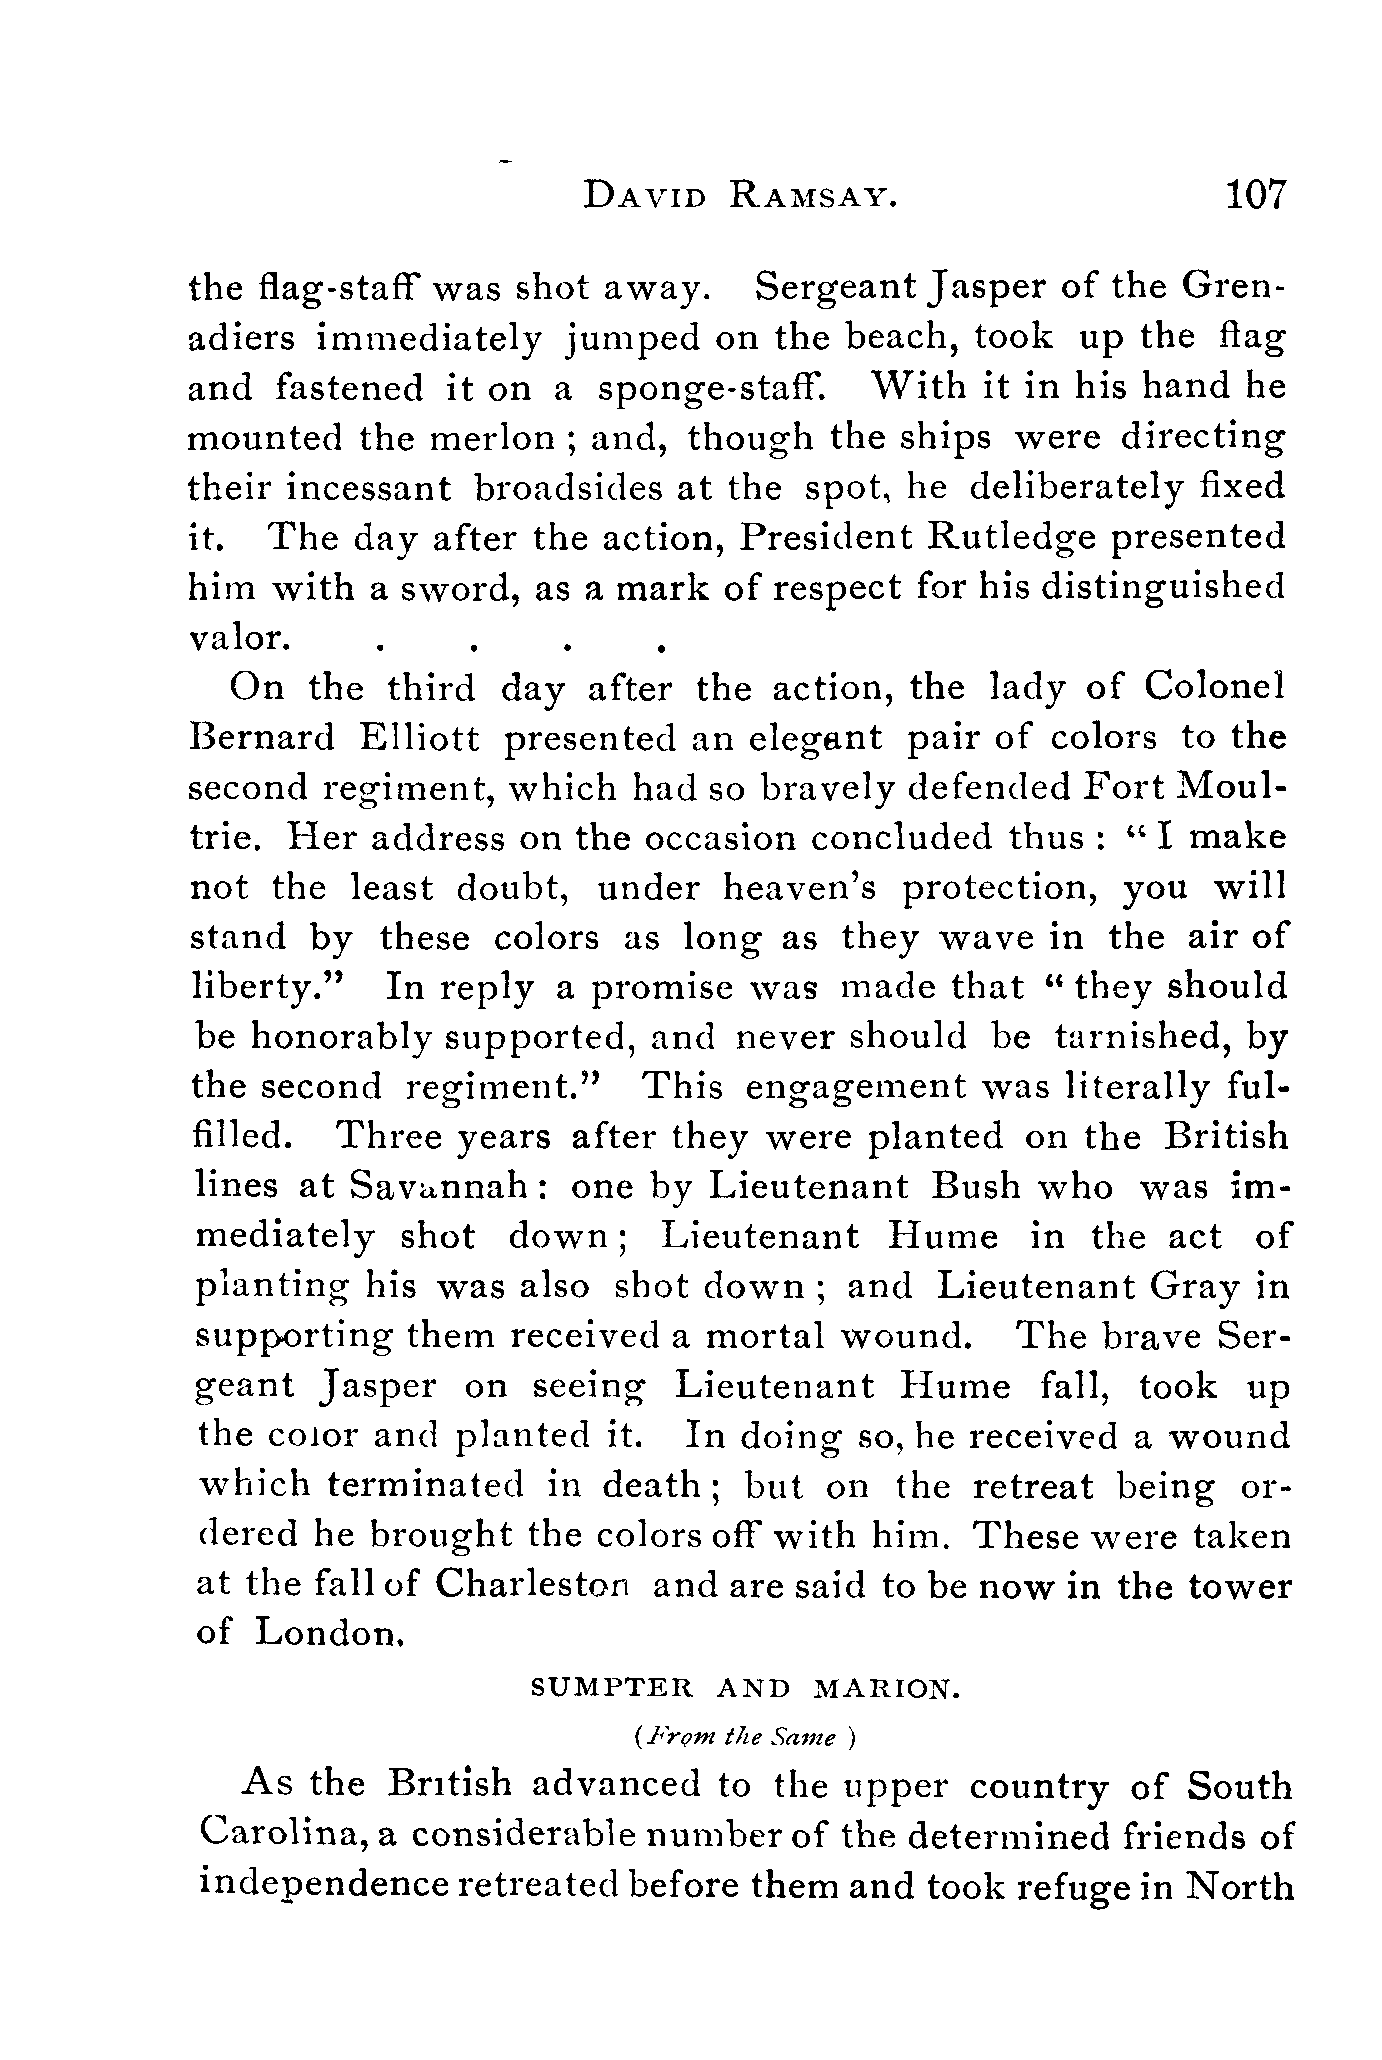 DAVID RAMSAY. 107
the flag-staff was shot away. Sergeant Jasper of the Gren-
adiers immediately jumped on the beach, took up the flag
and fastened it on a sponge-staff. With it in his hand he
mounted the merlon ; and, though the ships were directing
their incessant broadsides at the spot, he deliberately fixed
it. The day after the action, President Rutledge presented
him with a sword, as a mark of respect for his distinguished
valor. . . . .
On the third day after the action, the lady of Colonel
Bernard Elliott presented an elegant pair of colors to the
second regiment, which had so bravely defended Fort Moul-
trie. Her address on the occasion concluded thus : “ I make
not the least doubt, under heaven’s protection, you will
stand by these colors as long as they wave in the air of
liberty.” In reply a promise was made that “ they should
be honorably supported, and never should be tarnished, by
the second regiment.” This engagement was literally ful-
filled. Three years after they were planted on the British
lines at Savannah : one by Lieutenant Bush who was im-
mediately shot down ; Lieutenant Hume in the act of
planting his was also shot down ; and Lieutenant Gray in
supporting them received a mortal wound. The brave Ser-
geant Jasper on seeing Lieutenant Hume fall, took up
the color and planted it. In doing so, he received a wound
which terminated in death ; but on the retreat being or-
dered he brought the colors off with him. These were taken
at the fall of Charleston and are said to be now in the tower
of London.
SUMPTER AND MARION.
(From the Same )
As the British advanced to the upper country of South
Carolina, a considerable number of the determined friends of
independence retreated before them and took refuge in North